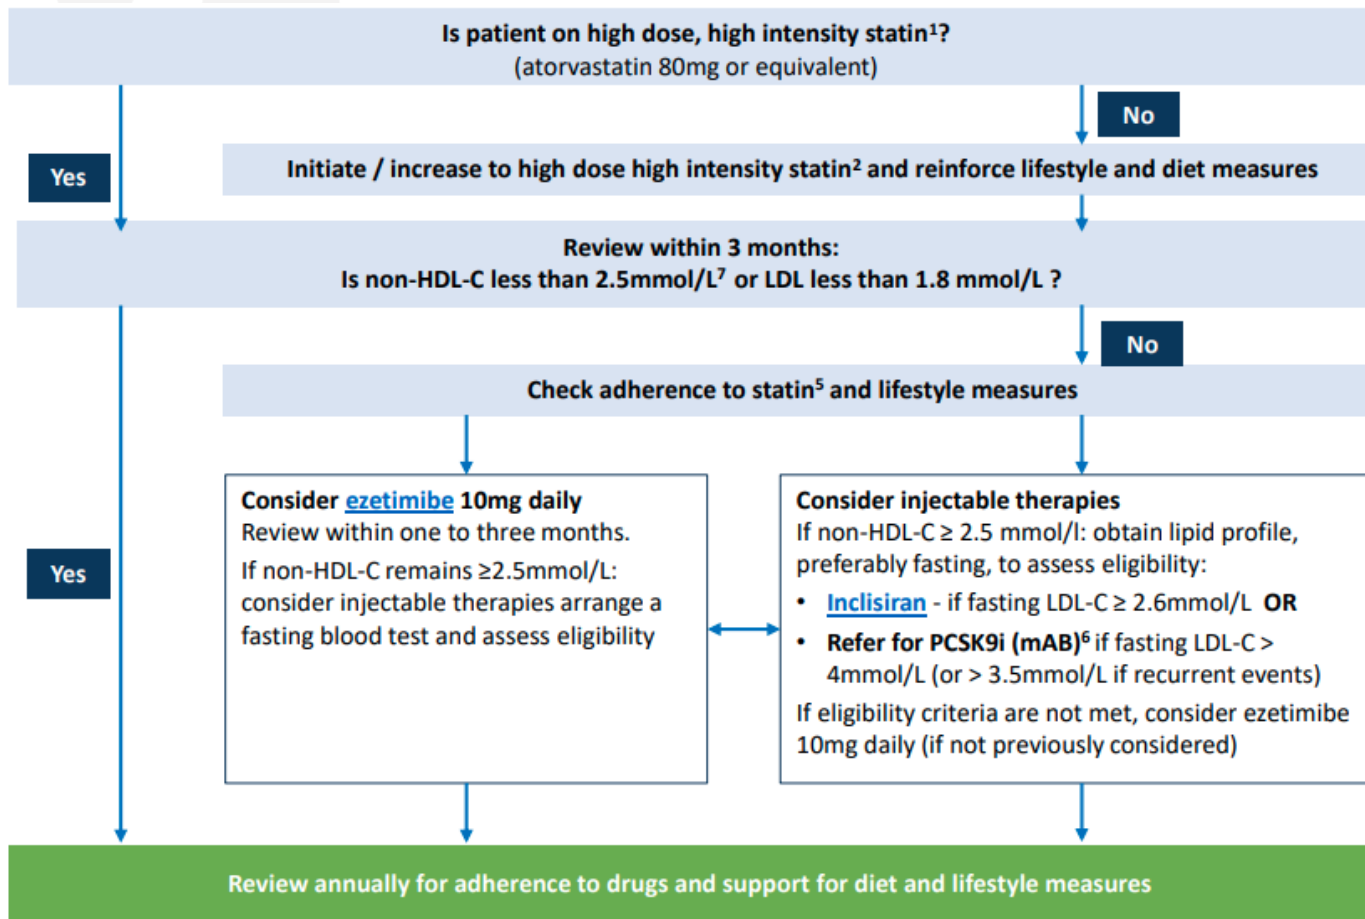 Is patient on high dose, high intensity statin¹?
(atorvastatin 80mg or equivalent)
No
Yes
Initiate / increase to high dose high intensity statin² and reinforce lifestyle and diet measures
Review within 3 months:
Is non-HDL-C less than 2.5mmol/L⁷ or LDL less than 1.8 mmol/L ?
No
Check adherence to statin⁵ and lifestyle measures
Yes
Consider ezetimibe 10mg daily
Review within one to three months.
If non-HDL-C remains ≥2.5mmol/L:
consider injectable therapies arrange a
fasting blood test and assess eligibility
Consider injectable therapies
If non-HDL-C ≥ 2.5 mmol/l: obtain lipid profile,
preferably fasting, to assess eligibility:
• Inclisiran - if fasting LDL-C ≥ 2.6mmol/L OR
• Refer for PCSK9i (mAB)⁶ if fasting LDL-C >
4mmol/L (or > 3.5mmol/L if recurrent events)
If eligibility criteria are not met, consider ezetimibe
10mg daily (if not previously considered)
Review annually for adherence to drugs and support for diet and lifestyle measures